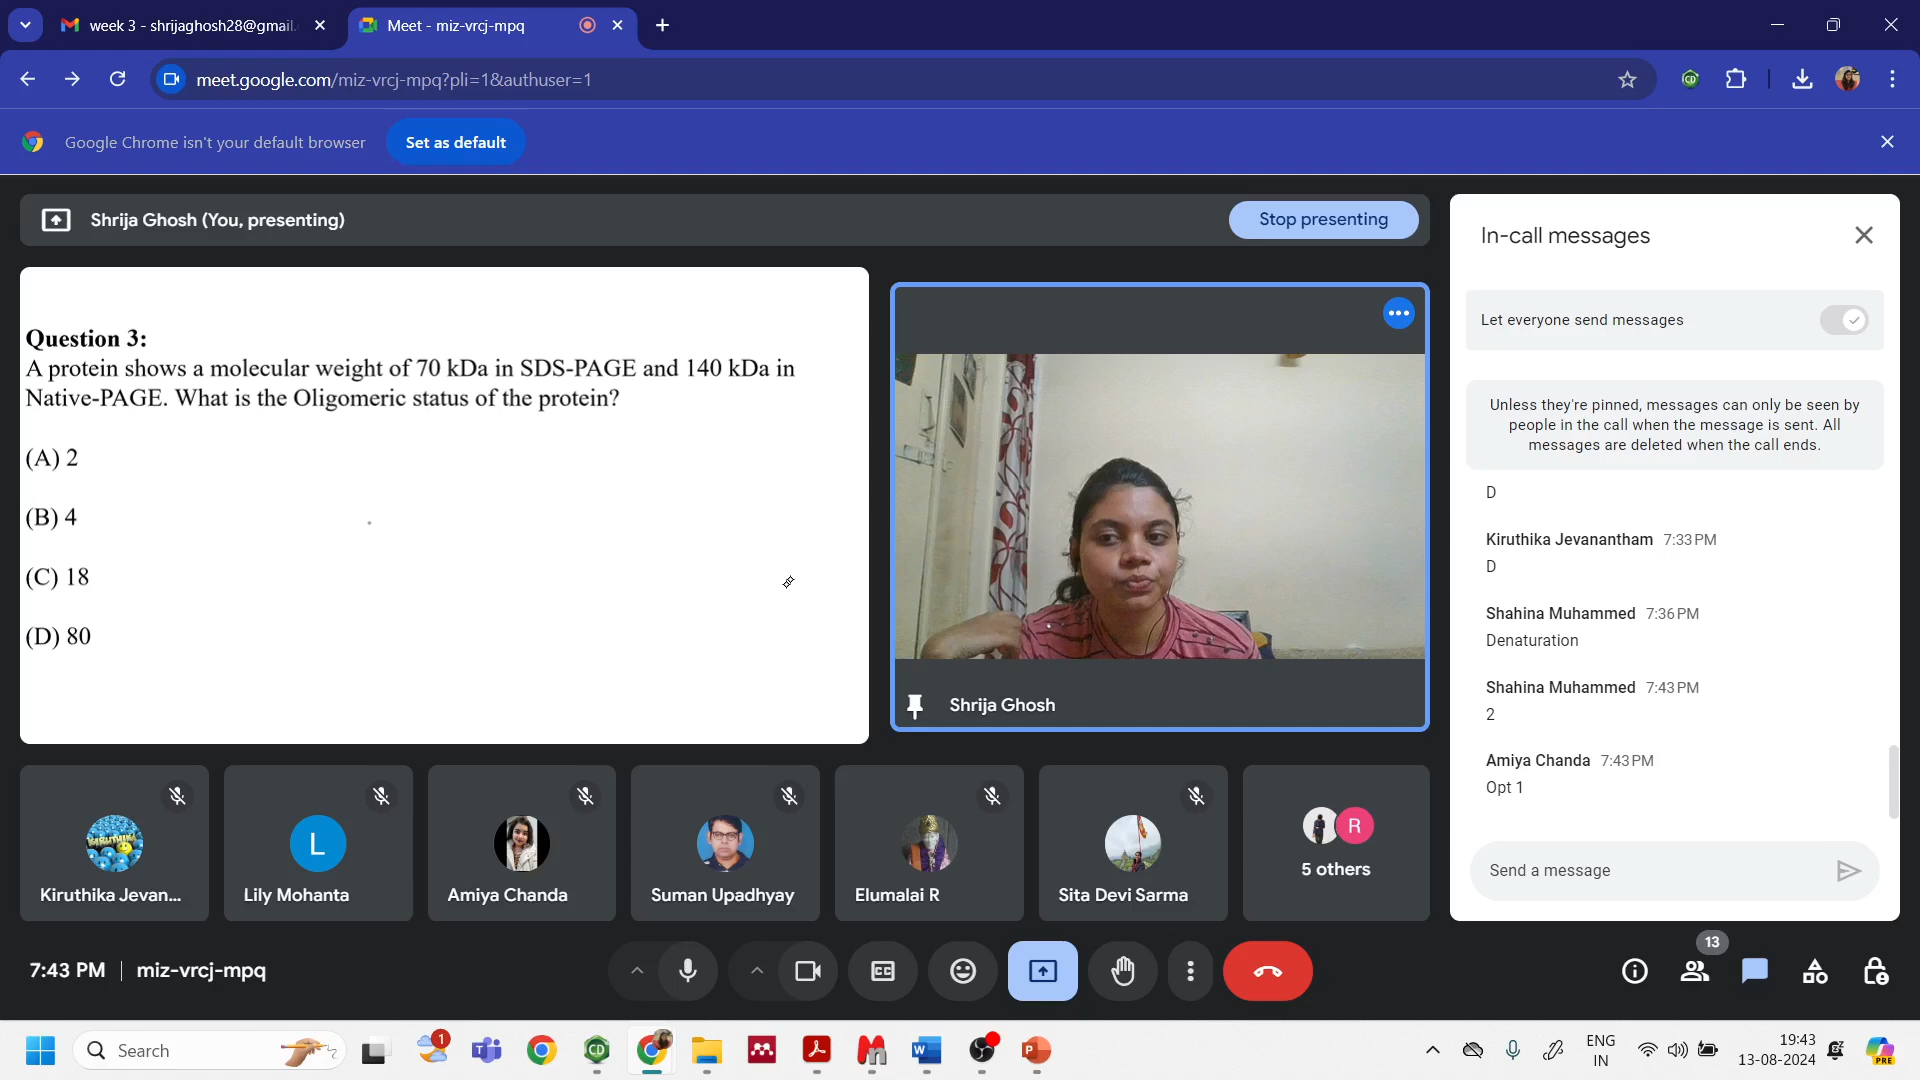 week 3 - shrijaghosh28@gmail.
Meet - miz-vrcj-mpq
meet.google.com/miz-vrcj-mpq?pli=1&authuser=1
Google Chrome isn't your default browser
Set as default
Shrija Ghosh (You, presenting)
Stop presenting
Question 3:
A protein shows a molecular weight of 70 kDa in SDS-PAGE and 140 kDa in
Native-PAGE. What is the Oligomeric status of the protein?
(A) 2
(B) 4
(C) 18
(D) 80
Shrija Ghosh
Kiruthika Jevan...
Lily Mohanta
L
Amiya Chanda
Suman Upadhyay
Elumalai R
Sita Devi Sarma
R
5 others
In-call messages
Let everyone send messages
Unless they're pinned, messages can only be seen by
people in the call when the message is sent. All
messages are deleted when the call ends.
D
Kiruthika Jevanantham 7:33 PM
D
Shahina Muhammed 7:36 PM
Denaturation
Shahina Muhammed 7:43 PM
2
Amiya Chanda 7:43 PM
Opt 1
Send a message
7:43 PM | miz-vrcj-mpq
13
Search
1
ENG
IN
19:43
13-08-2024